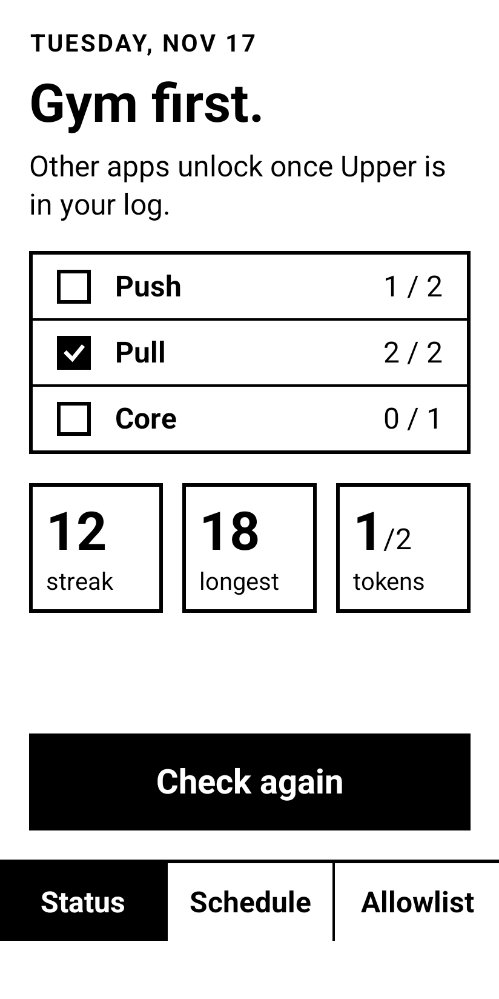 TUESDAY, NOV 17
Gym first.
Other apps unlock once Upper is
in your log.
Push 1 / 2
Pull 2 / 2
Core 0 / 1
12 18 1/2
streak longest tokens
Check again
Status Schedule Allowlist